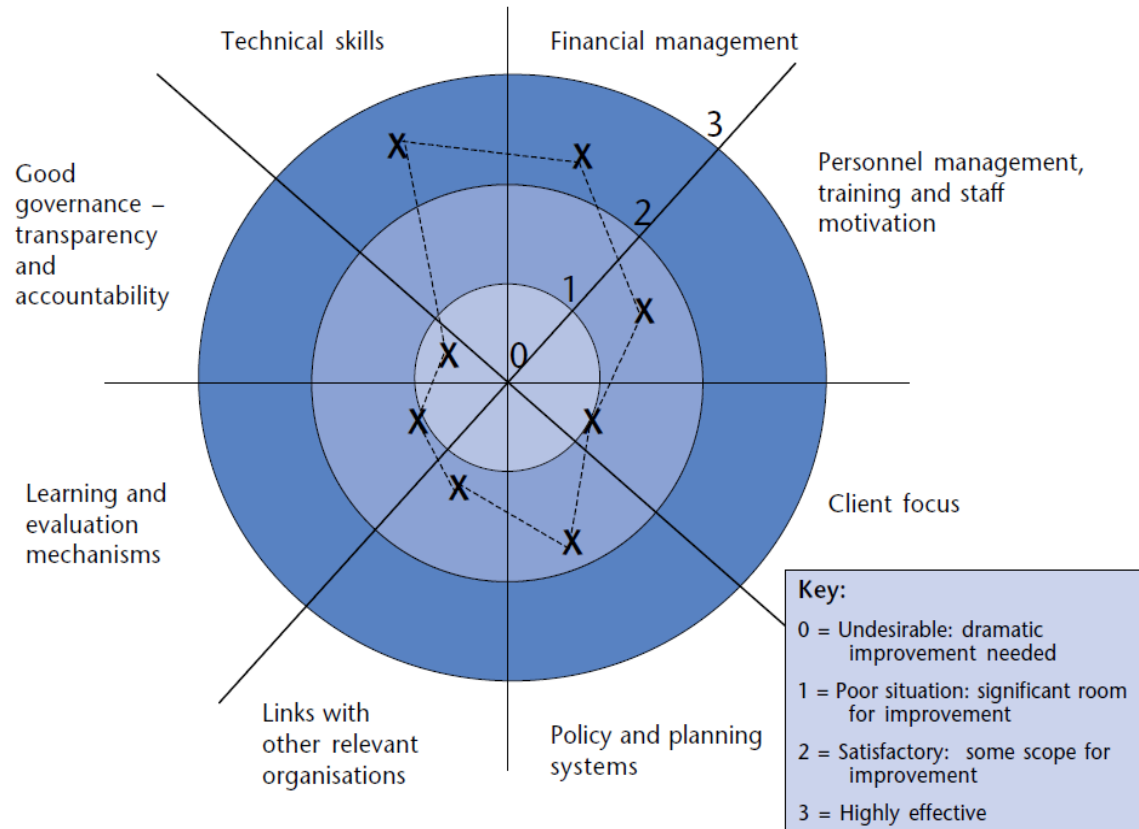 Technical skills
Financial management
3
Personnel management,
training and staff
motivation
Good
governance –
transparency
and
accountability
2
1
0
X
X
X
X
X
X
X
X
Learning and
evaluation
mechanisms
Client focus
Links with
other relevant
organisations
Policy and planning
systems
Key:
0 = Undesirable: dramatic
improvement needed
1 = Poor situation: significant room
for improvement
2 = Satisfactory: some scope for
improvement
3 = Highly effective